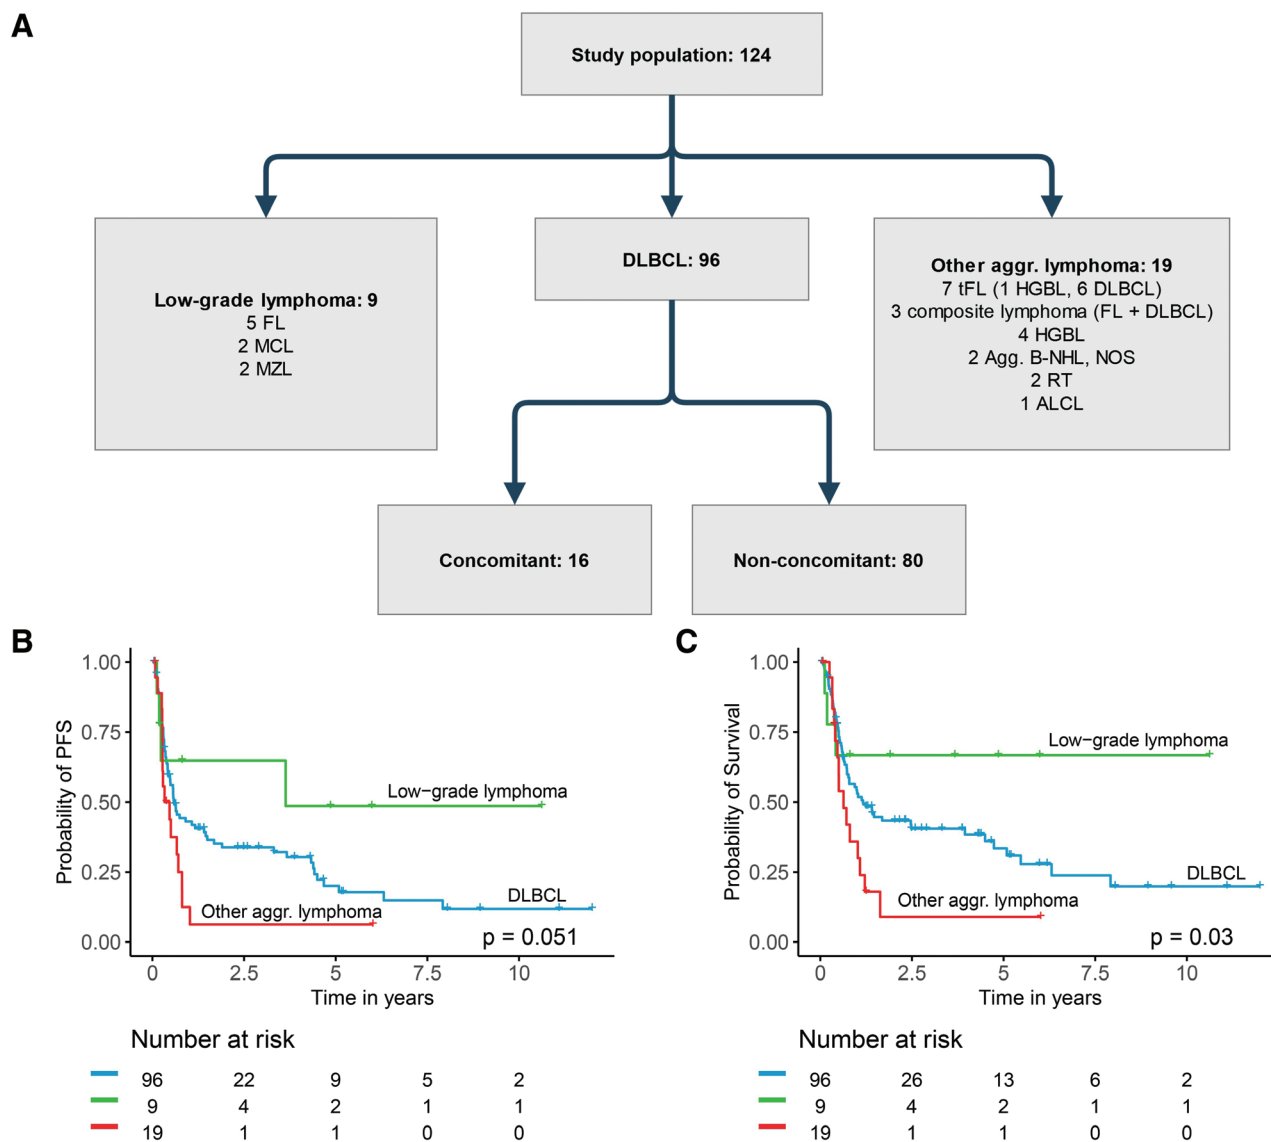 A
Study population: 124
Low-grade lymphoma: 9
5 FL
2 MCL
2 MZL
DLBCL: 96
Other aggr. lymphoma: 19
7 tFL (1 HGBL, 6 DLBCL)
3 composite lymphoma (FL + DLBCL)
4 HGBL
2 Agg. B-NHL, NOS
2 RT
1 ALCL
Concomitant: 16
Non-concomitant: 80
B
Probability of PFS
1.00
0.75
0.50
0.25
0.00
Low−grade lymphoma
DLBCL
Other aggr. lymphoma
p = 0.051
0 2.5 5 7.5 10
Time in years
Number at risk
96 22 9 5 2
9 4 2 1 1
19 1 1 0 0
C
Probability of Survival
1.00
0.75
0.50
0.25
0.00
Low−grade lymphoma
DLBCL
Other aggr. lymphoma
p = 0.03
0 2.5 5 7.5 10
Time in years
Number at risk
96 26 13 6 2
9 4 2 1 1
19 1 1 0 0